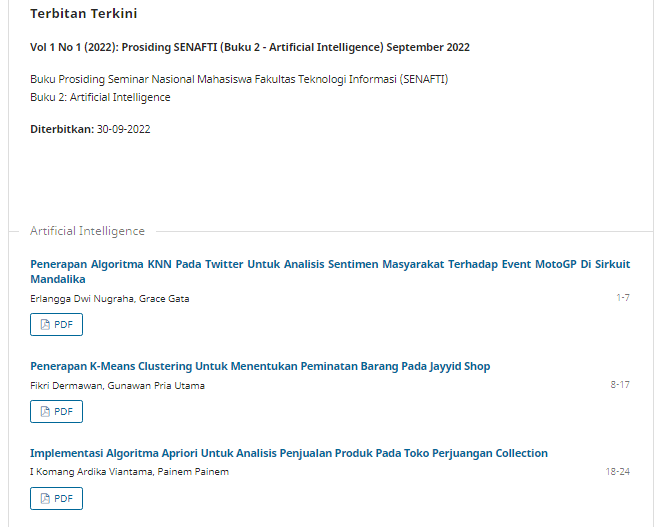 Terbitan Terkini
Vol 1 No 1 (2022): Prosiding SENAFTI (Buku 2 - Artificial Intelligence) September 2022
Buku Prosiding Seminar Nasional Mahasiswa Fakultas Teknologi Informasi (SENAFTI)
Buku 2: Artificial Intelligence
Diterbitkan: 30-09-2022
Artificial Intelligence
Penerapan Algoritma KNN Pada Twitter Untuk Analisis Sentimen Masyarakat Terhadap Event MotoGP Di Sirkuit
Mandalika
Erlangga Dwi Nugraha, Grace Gata 1-7
PDF
Penerapan K-Means Clustering Untuk Menentukan Peminatan Barang Pada Jayyid Shop
Fikri Dermawan, Gunawan Pria Utama 8-17
PDF
Implementasi Algoritma Apriori Untuk Analisis Penjualan Produk Pada Toko Perjuangan Collection
I Komang Ardika Viantama, Painem Painem 18-24
PDF